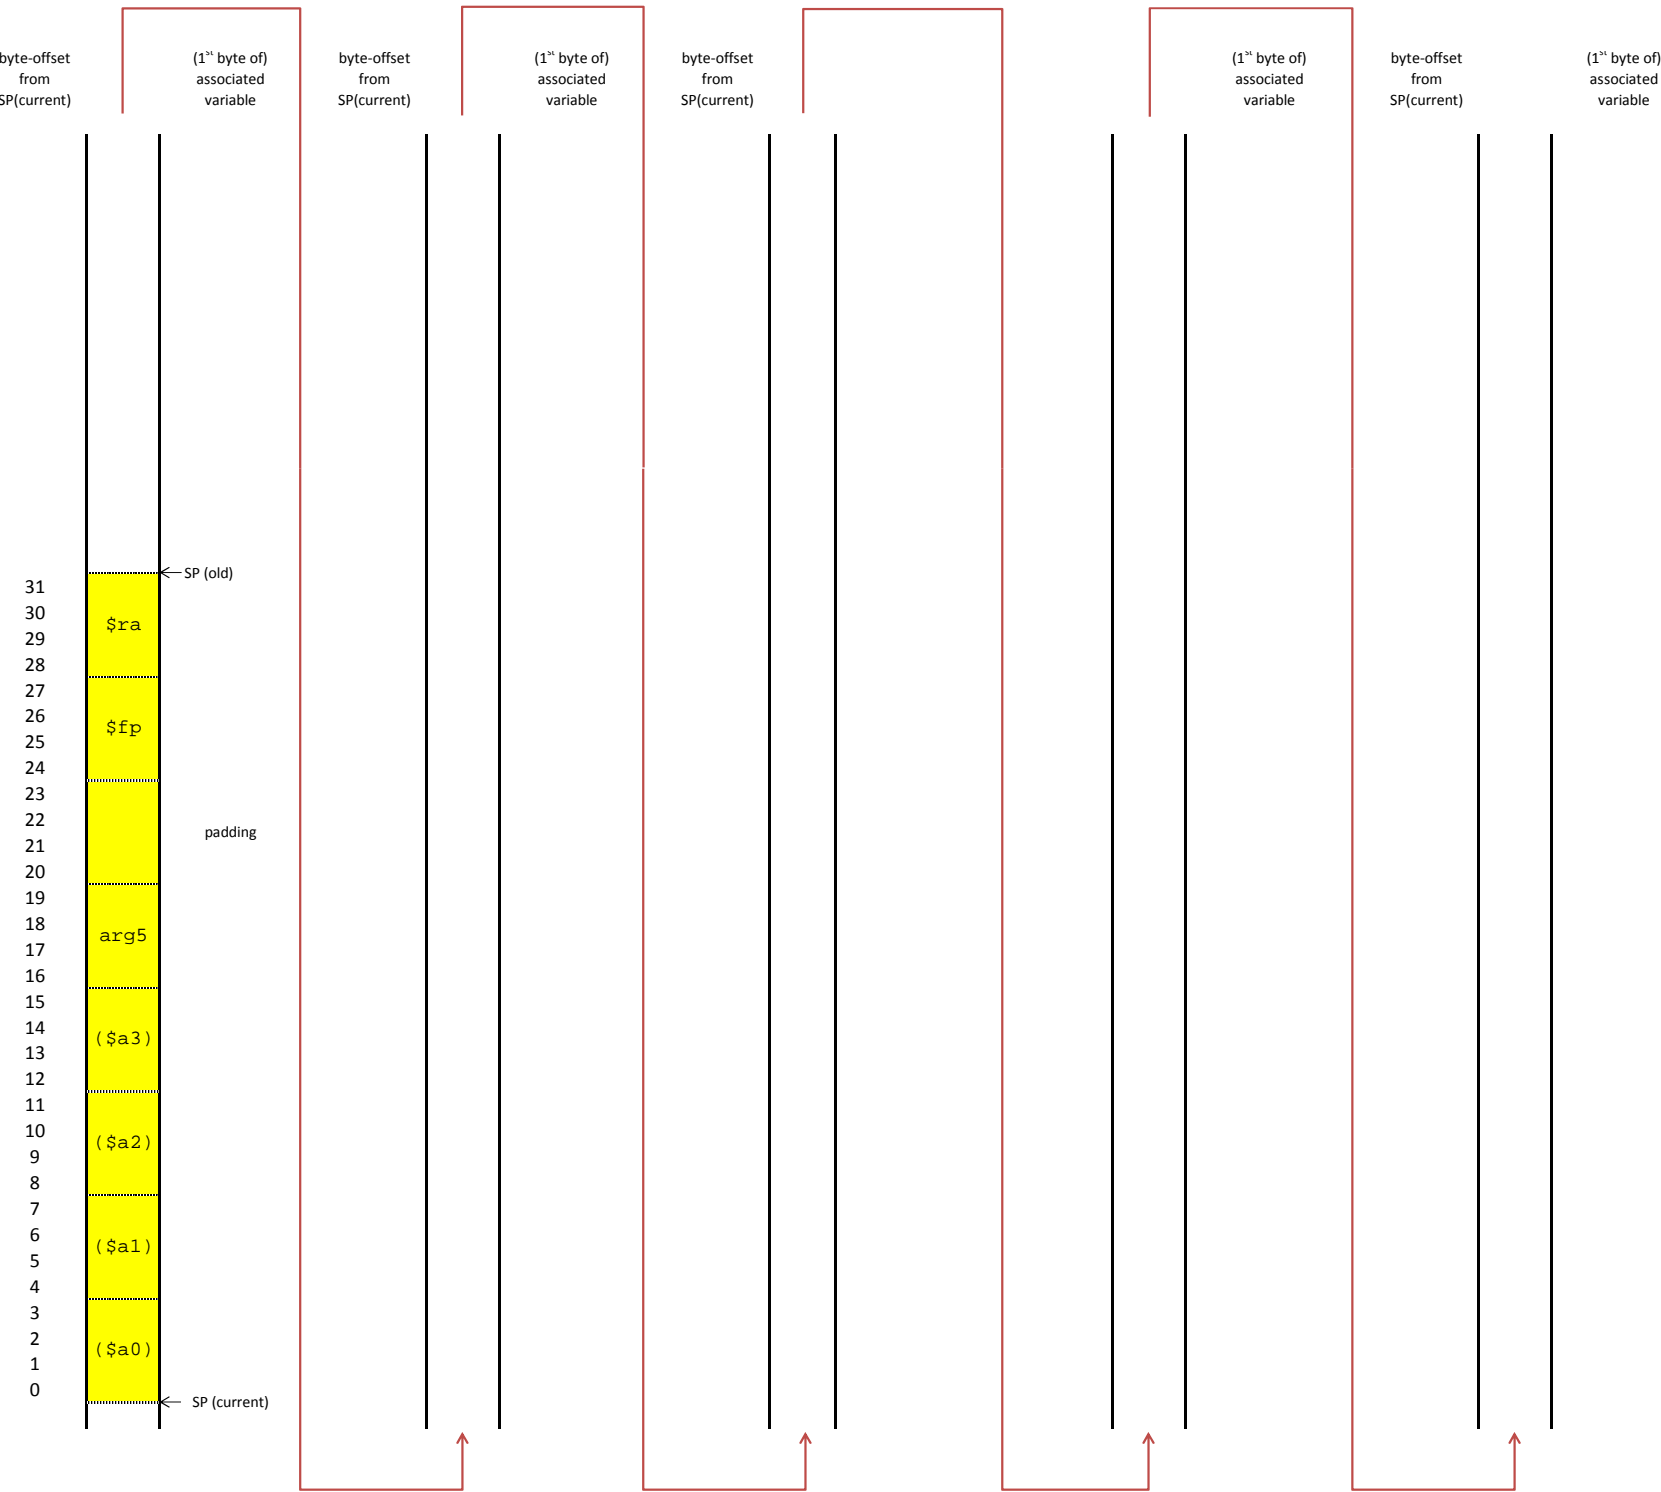 byte-offset
from
SP(current)
(1st byte of)
associated
variable
byte-offset
from
SP(current)
(1st byte of)
associated
variable
byte-offset
from
SP(current)
(1st byte of)
associated
variable
byte-offset
from
SP(current)
(1st byte of)
associated
variable
SP (old)
31
30
$ra
29
28
27
26
$fp
25
24
23
22
padding
21
20
19
18
arg5
17
16
15
14
($a3)
13
12
11
10
($a2)
9
8
7
6
($a1)
5
4
3
2
($a0)
1
0
SP (current)